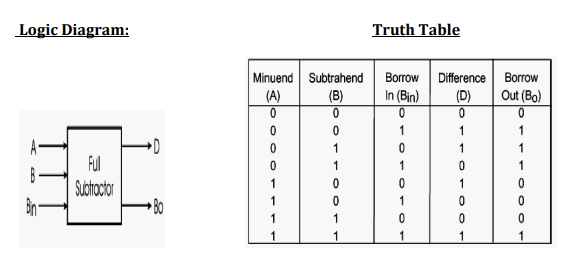 Logic Diagram:
Truth Table
A
B
Bin
Full
Subtractor
D
Bo
Minuend Subtrahend Borrow Difference Borrow
(A) (B) In (Bin) (D) Out (Bo)
0 0 0 0 0
0 0 1 1 1
0 1 0 1 1
0 1 1 0 1
1 0 0 1 0
1 0 1 0 0
1 1 0 0 0
1 1 1 1 1